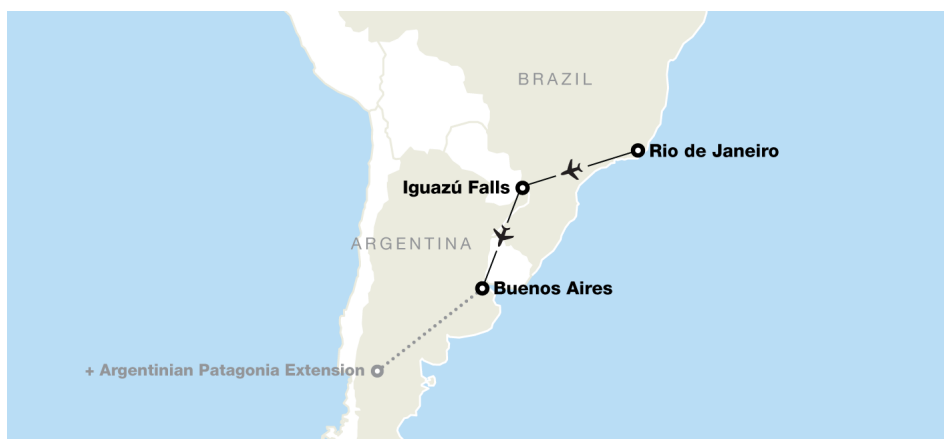 BRAZIL
Rio de Janeiro
Iguazú Falls
ARGENTINA
Buenos Aires
+ Argentinian Patagonia Extension